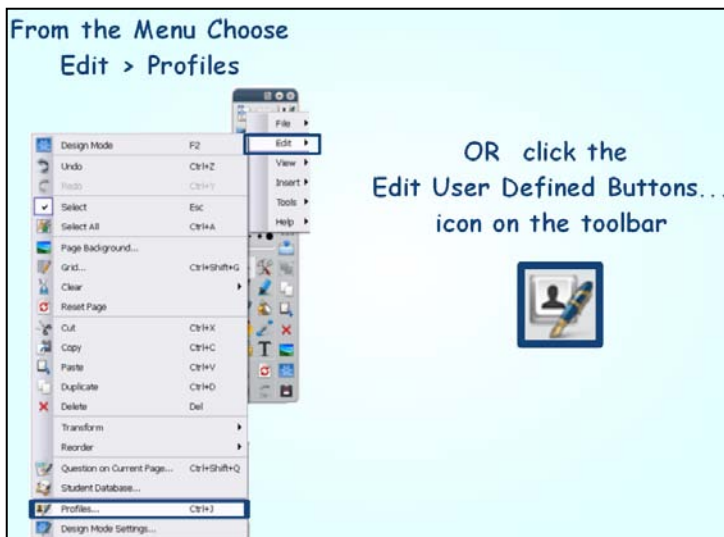 From the Menu Choose
Edit > Profiles
File
Edit
View
Insert
Tools
Help
Design Mode F2
Undo Ctrl+Z
Redo Ctrl+Y
Select Esc
Select All Ctrl+A
Page Background...
Grid... Ctrl+Shift+G
Clear
Reset Page
Cut Ctrl+X
Copy Ctrl+C
Paste Ctrl+V
Duplicate Ctrl+D
Delete Del
Transform
Reorder
Question on Current Page... Ctrl+Shift+Q
Student Database...
Profiles... Ctrl+J
Design Mode Settings...
OR click the
Edit User Defined Buttons...
icon on the toolbar
T